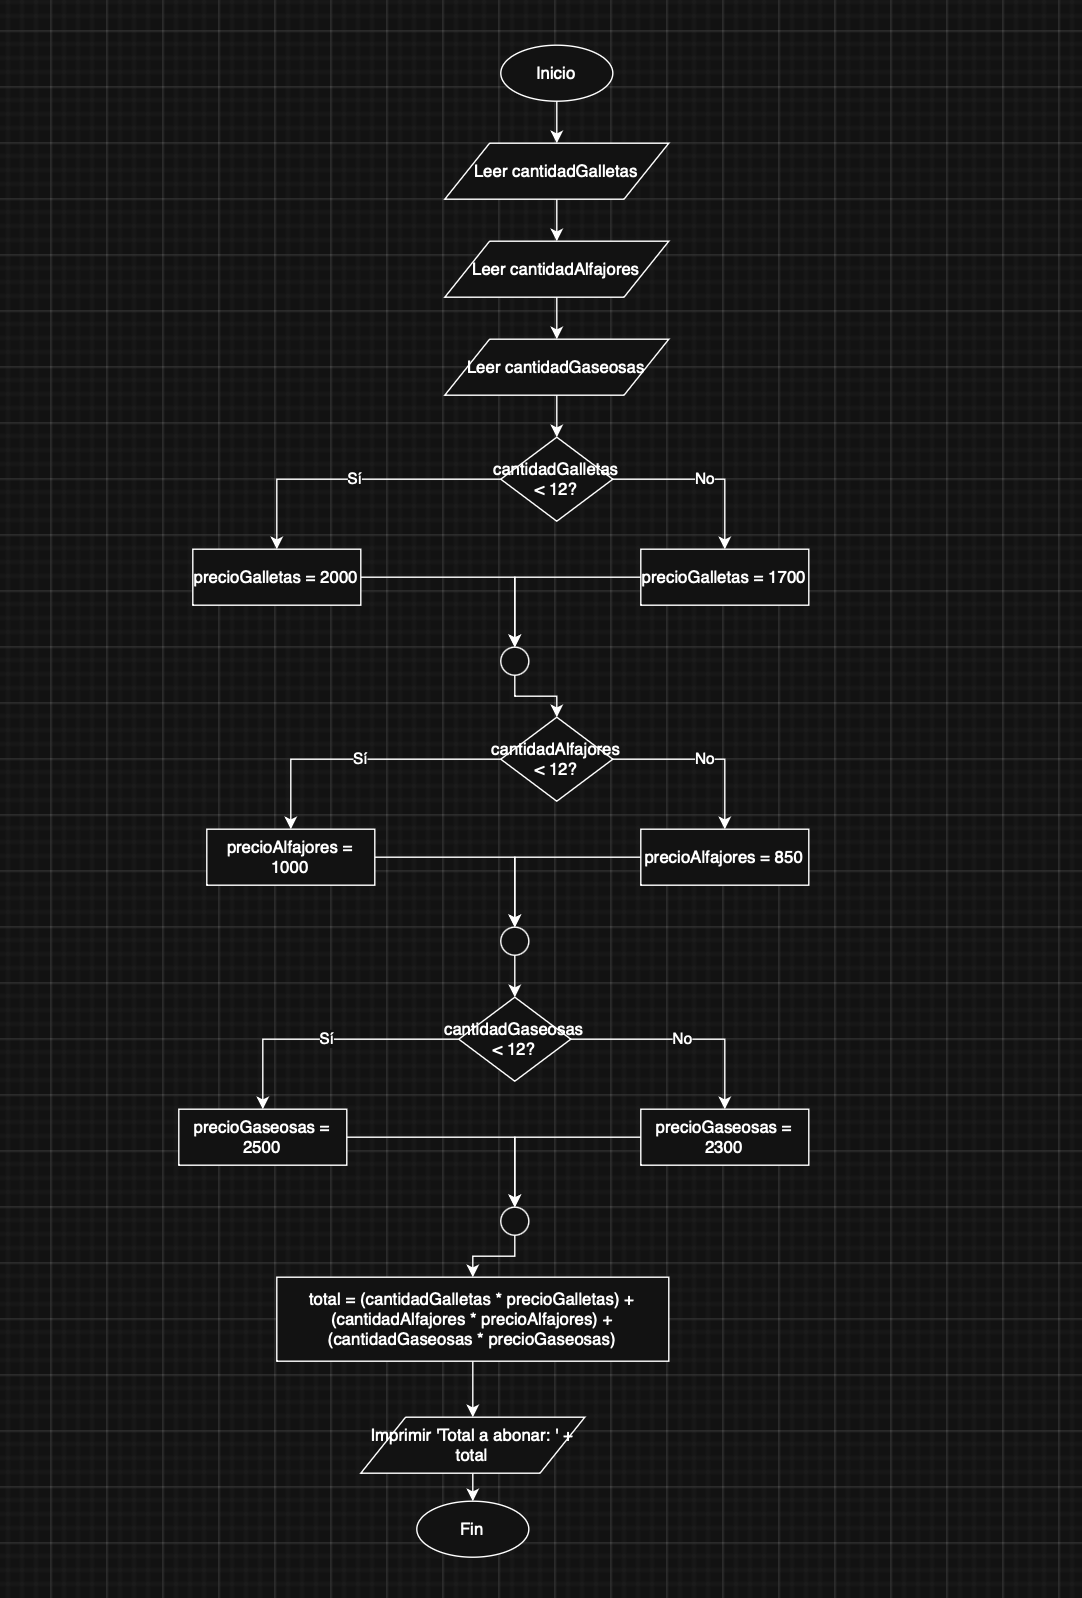 Inicio
Leer cantidadGalletas
Leer cantidadAlfajores
Leer cantidadGaseosas
cantidadGalletas
< 12?
Sí
No
precioGalletas = 2000
precioGalletas = 1700
cantidadAlfajores
< 12?
Sí
No
precioAlfajores =
1000
precioAlfajores = 850
cantidadGaseosas
< 12?
Sí
No
precioGaseosas =
2500
precioGaseosas =
2300
total = (cantidadGalletas * precioGalletas) +
(cantidadAlfajores * precioAlfajores) +
(cantidadGaseosas * precioGaseosas)
Imprimir 'Total a abonar: ' +
total
Fin